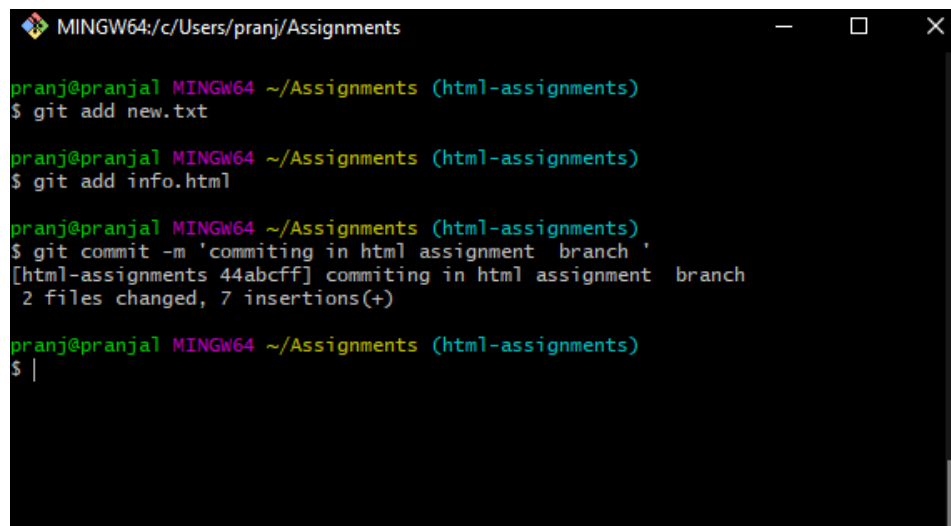 MINGW64:/c/Users/pranj/Assignments
pranj@pranjal MINGW64 ~/Assignments (html-assignments)
$ git add new.txt
pranj@pranjal MINGW64 ~/Assignments (html-assignments)
$ git add info.html
pranj@pranjal MINGW64 ~/Assignments (html-assignments)
$ git commit -m 'commiting in html assignment  branch '
[html-assignments 44abcff] commiting in html assignment  branch
 2 files changed, 7 insertions(+)
pranj@pranjal MINGW64 ~/Assignments (html-assignments)
$